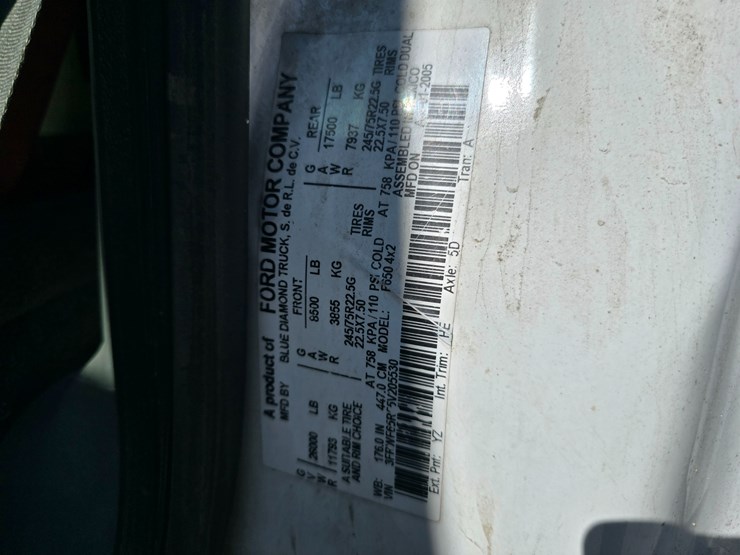 A product of FORD MOTOR COMPANY
MFD BY BLUE DIAMOND TRUCK, S. de R.L. de C.V.
FRONT REAR
G V W R 26000 LB 11793 KG
G A W R 8500 LB 3855 KG
G A W R 17500 LB 7937 KG
A SUITABLE TIRE AND RIM CHOICE
245/75R22.5G TIRES 245/75R22.5G TIRES
22.5X7.50 RIMS 22.5X7.50 RIMS
AT 758 KPA/110 PSI COLD AT 758 KPA/110 PSI COLD DUAL
WB: 176.0 IN 447.0 CM MODEL: F650 4x2 ASSEMBLED
VIN MFD ON 01-2005
Ext. Pnt: YZ Int. Trim: Axle: 5D Tran: A